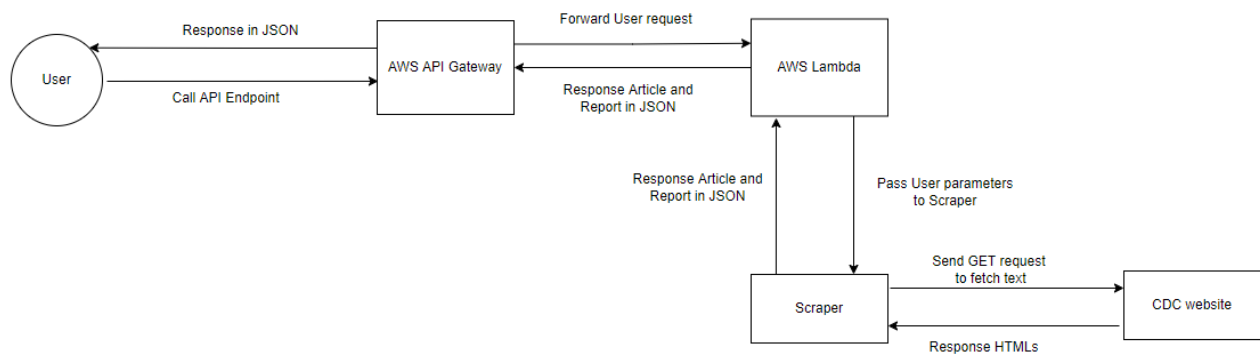 Forward User request
Response in JSON
User
AWS API Gateway
AWS Lambda
Call API Endpoint
Response Article and
Report in JSON
Response Article and
Report in JSON
Pass User parameters
to Scraper
Send GET request
to fetch text
Scraper
CDC website
Response HTMLs